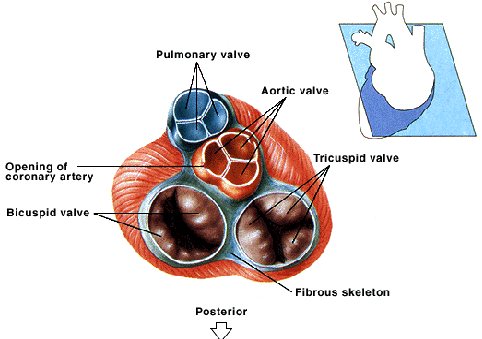 Pulmonary valve
Aortic valve
Tricuspid valve
Opening of
coronary artery
Bicuspid valve
Fibrous skeleton
Posterior